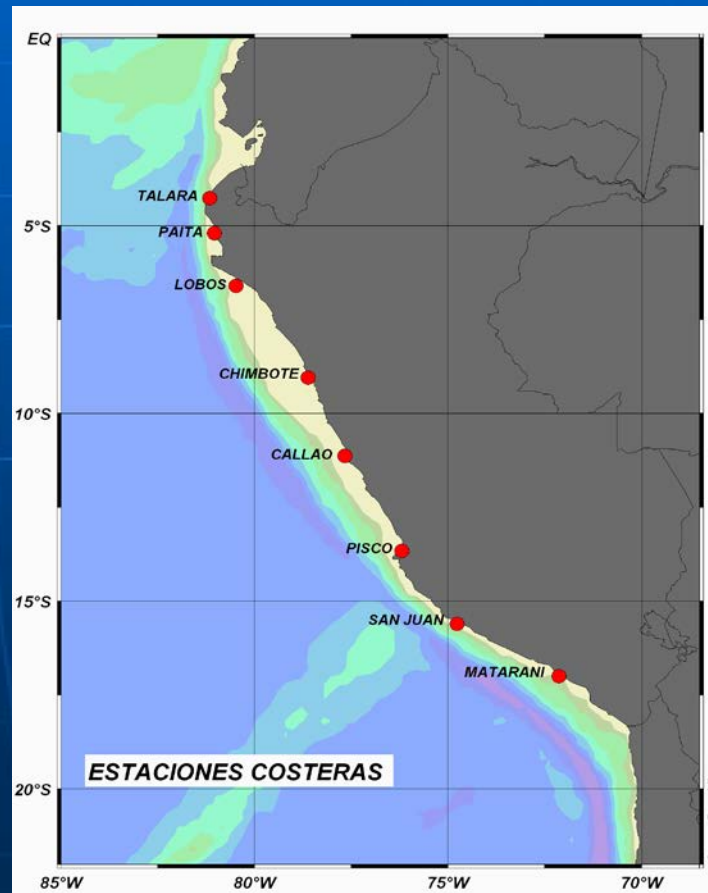 EQ
TALARA
5°S
PAITA
LOBOS
CHIMBOTE
10°S
CALLAO
PISCO
15°S
SAN JUAN
MATARANI
ESTACIONES COSTERAS
20°S
85°W 80°W 75°W 70°W